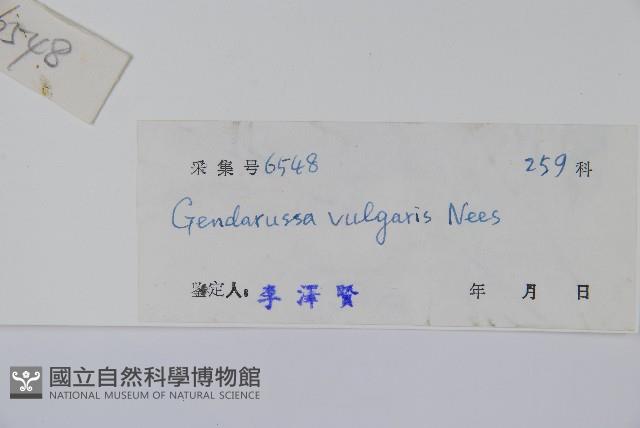 6548
采集号6548 259科
Gendarussa vulgaris Nees
鉴定人:李澤賢 年 月 日
國立自然科學博物館
NATIONAL MUSEUM OF NATURAL SCIENCE